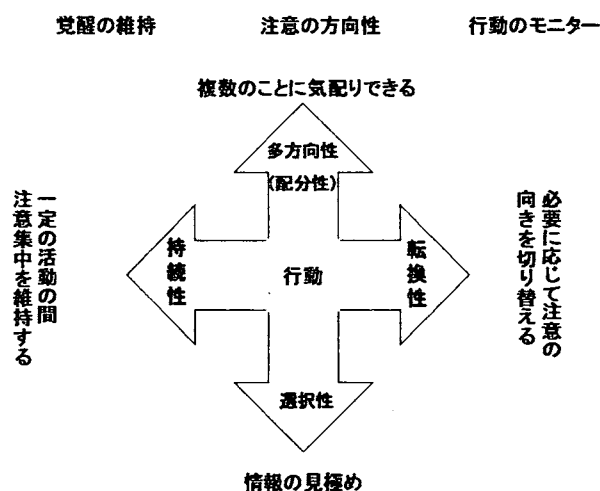 覚醒の維持
注意の方向性
行動のモニター
複数のことに気配りできる
多方向性
(配分性)
一定の活動の間
注意集中を維持する
持続性
行動
転換性
必要に応じて注意の
向きを切り替える
選択性
情報の見極め